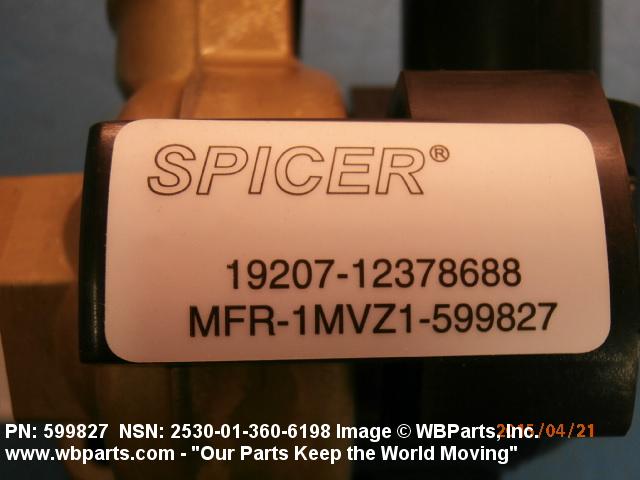 SPICER®
19207-12378688
MFR-1MVZ1-599827
PN: 599827 NSN: 2530-01-360-6198 Image © WBParts, Inc.
2015/04/21
www.wbparts.com - "Our Parts Keep the World Moving"